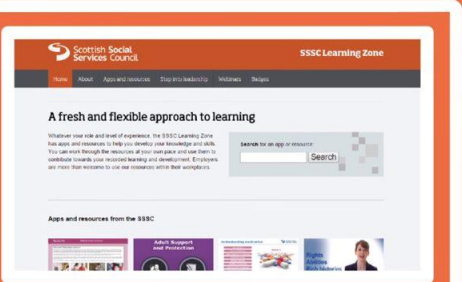 Scottish Social
Services Council
SSSC Learning Zone
Home About Apps and resources Step into leadership Webinars Badges
A fresh and flexible approach to learning
Whatever your role and level of experience, the SSSC Learning Zone
has apps and resources to help you develop your knowledge and skills.
You can work through the resources at your own pace and use them to
contribute towards your recorded learning and development. Employers
are more than welcome to use our resources within their workplaces.
Search for an app or resource:
Search
Apps and resources from the SSSC
Adult Support
and Protection
Rights
Abilities
Rich histories